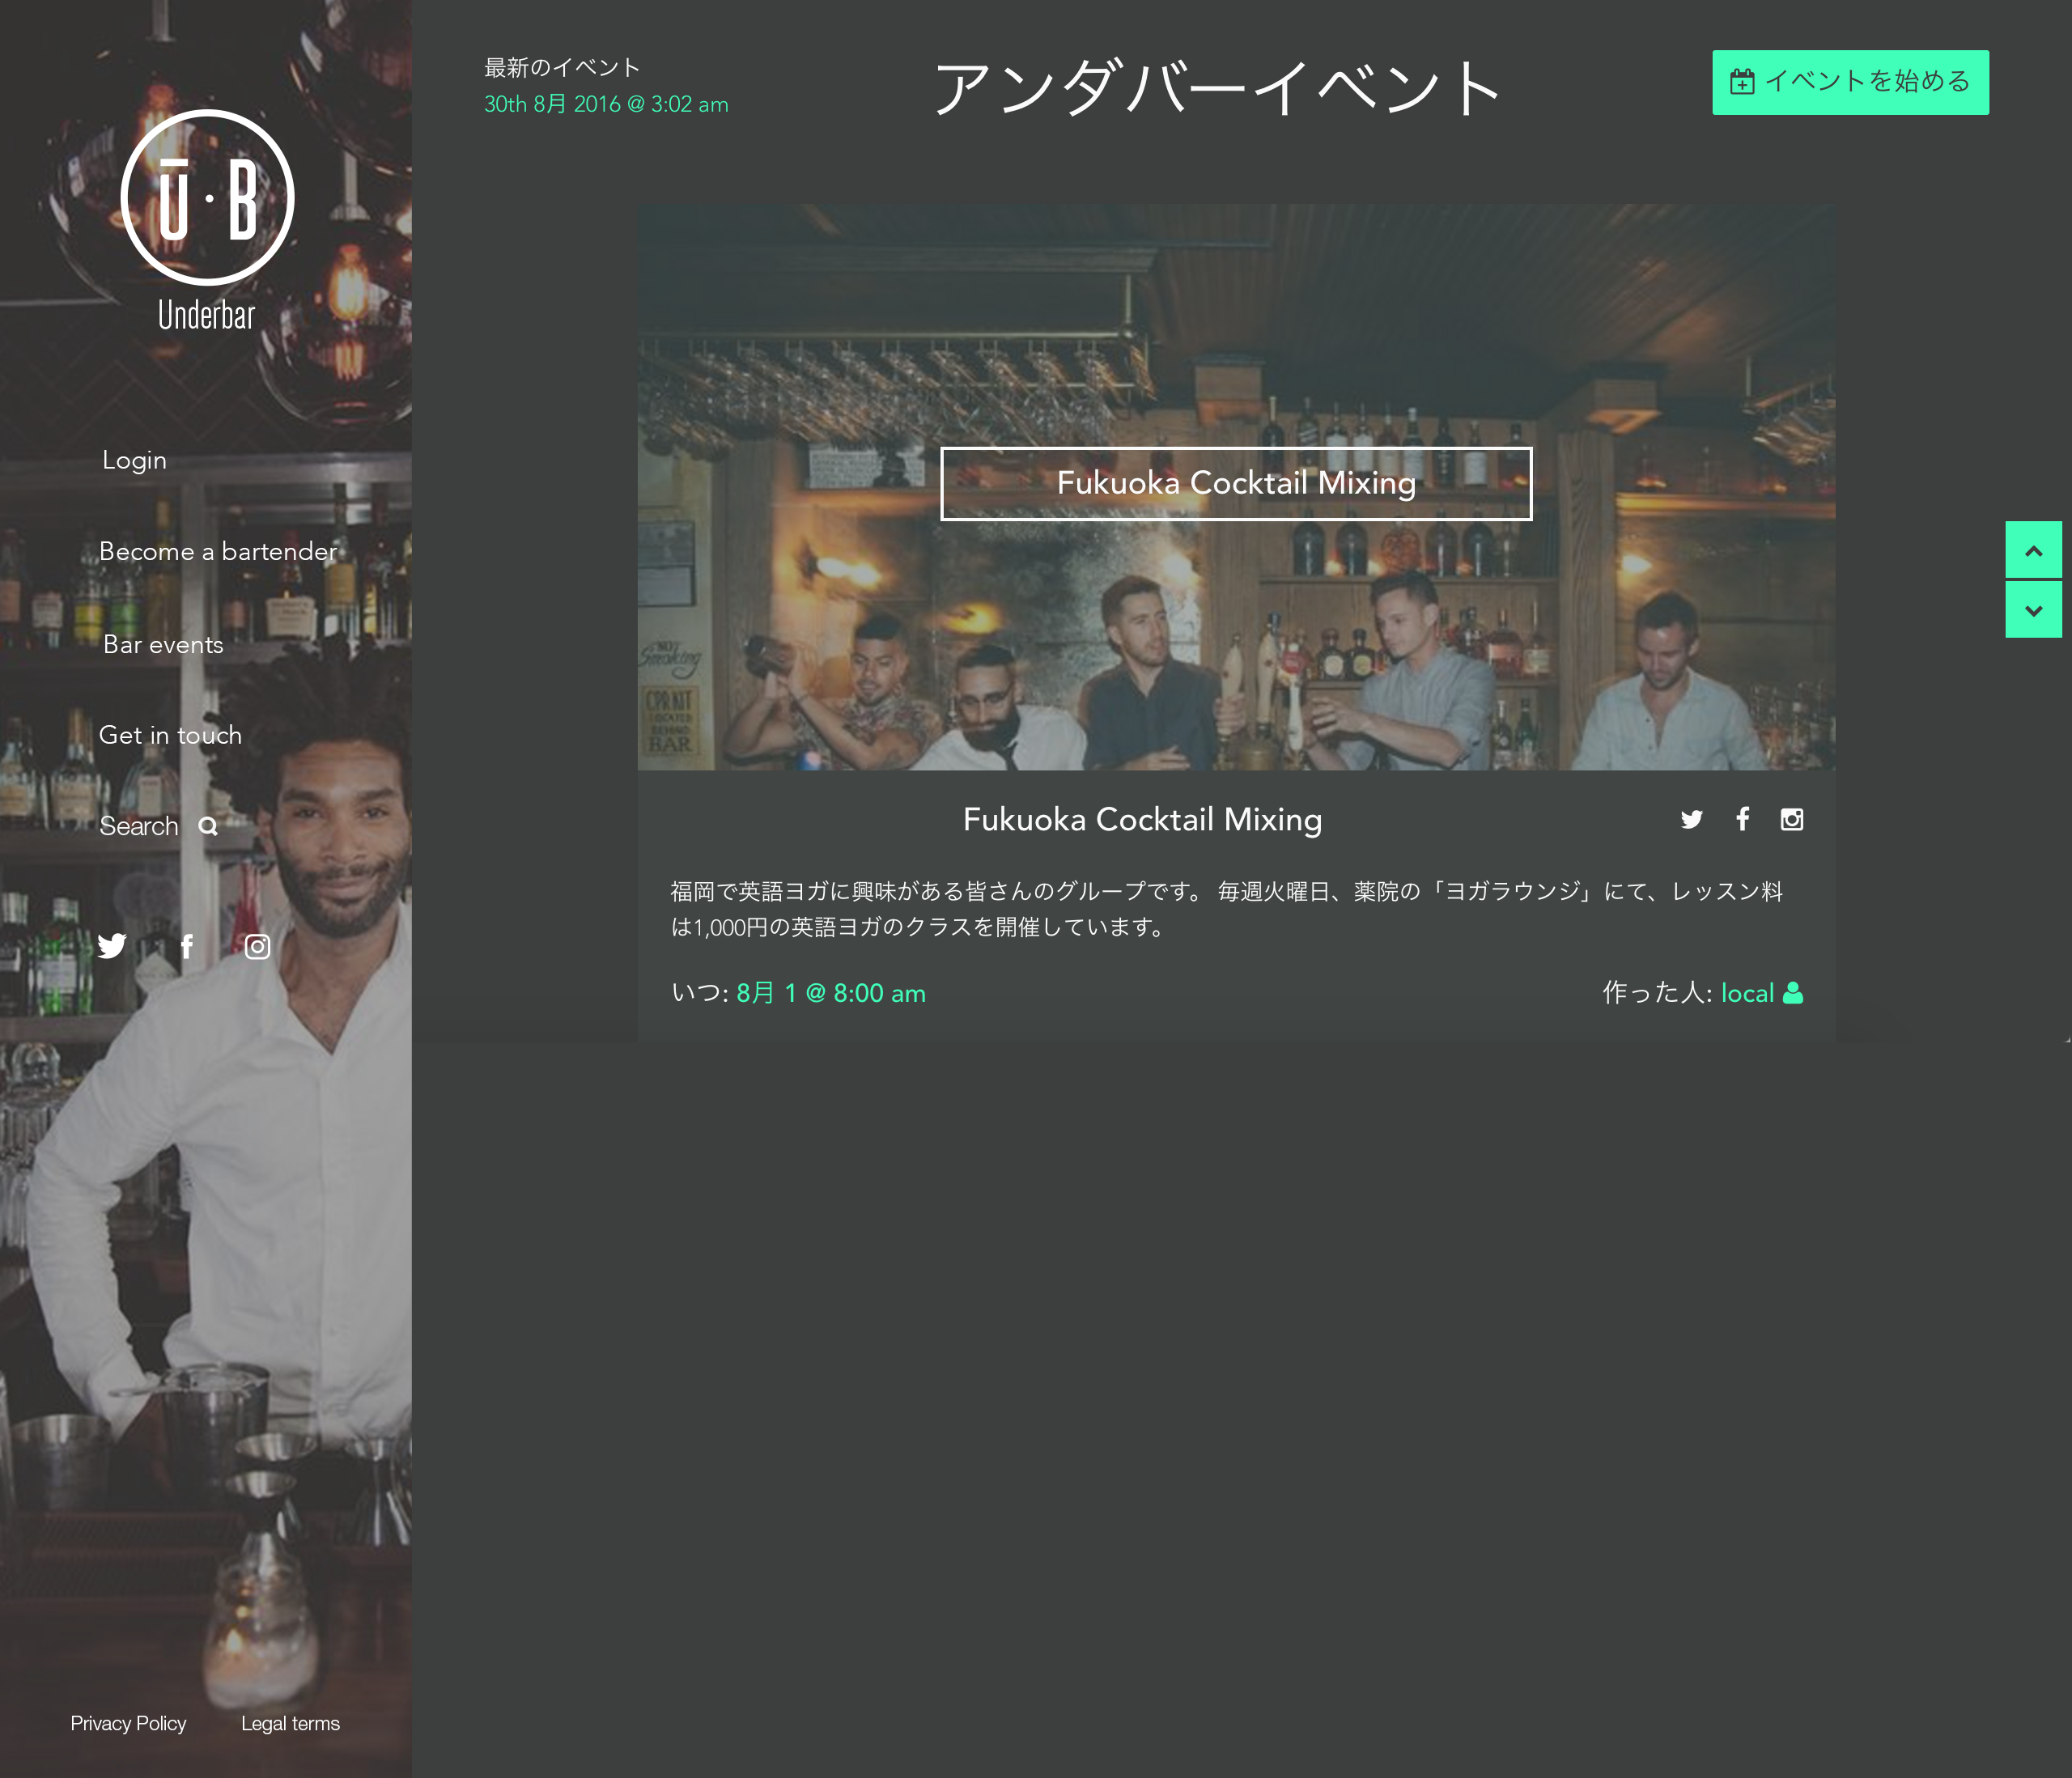 Ū·B
Underbar
Login
Become a bartender
Bar events
Get in touch
Search
Privacy Policy
Legal terms
最新のイベント
30th 8月 2016 @ 3:02 am
アンダバーイベント
イベントを始める
Fukuoka Cocktail Mixing
NO
Smoking
BEHIND
BAR
Fukuoka Cocktail Mixing
福岡で英語ヨガに興味がある皆さんのグループです。 毎週火曜日、薬院の「ヨガラウンジ」にて、レッスン料
は1,000円の英語ヨガのクラスを開催しています。
いつ: 8月 1 @ 8:00 am
作った人: local